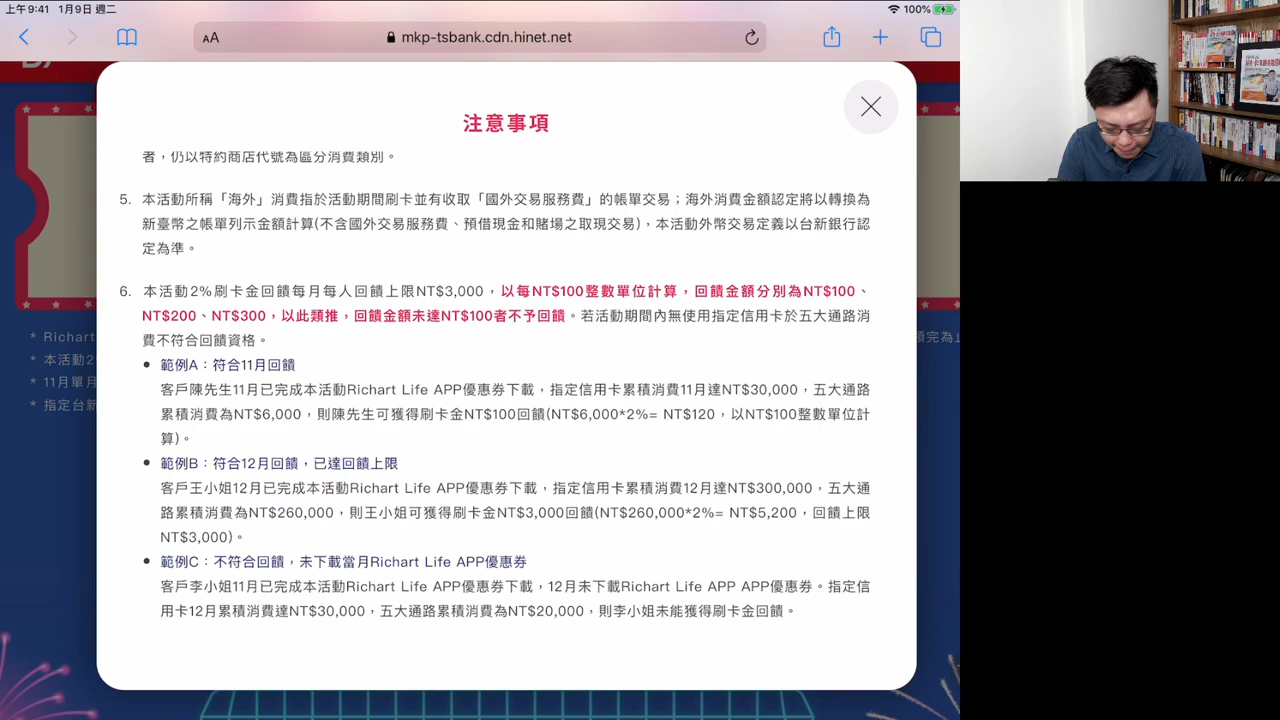 上午9:41 1月9日 週二
100%
AA
mkp-tsbank.cdn.hinet.net
注意事項
者，仍以特約商店代號為區分消費類別。
5. 本活動所稱「海外」消費指於活動期間刷卡並有收取「國外交易服務費」的帳單交易；海外消費金額認定將以轉換為
新臺幣之帳單列示金額計算(不含國外交易服務費、預借現金和賭場之取現交易)，本活動外幣交易定義以台新銀行認
定為準。
6. 本活動2%刷卡金回饋每月每人回饋上限NT$3,000，以每NT$100整數單位計算，回饋金額分別為NT$100、
NT$200、NT$300，以此類推，回饋金額未達NT$100者不予回饋。若活動期間內無使用指定信用卡於五大通路消
費不符合回饋資格。
* Richart
* 本活動2
* 11月單月
* 指定台新
• 範例A：符合11月回饋
客戶陳先生11月已完成本活動Richart Life APP優惠券下載，指定信用卡累積消費11月達NT$30,000，五大通路
累積消費為NT$6,000，則陳先生可獲得刷卡金NT$100回饋(NT$6,000*2%= NT$120，以NT$100整數單位計
算)。
• 範例B：符合12月回饋，已達回饋上限
客戶王小姐12月已完成本活動Richart Life APP優惠券下載，指定信用卡累積消費12月達NT$300,000，五大通
路累積消費為NT$260,000，則王小姐可獲得刷卡金NT$3,000回饋(NT$260,000*2%= NT$5,200，回饋上限
NT$3,000)。
• 範例C：不符合回饋，未下載當月Richart Life APP優惠券
客戶李小姐11月已完成本活動Richart Life APP優惠券下載，12月未下載Richart Life APP APP優惠券。指定信
用卡12月累積消費達NT$30,000，五大通路累積消費為NT$20,000，則李小姐未能獲得刷卡金回饋。